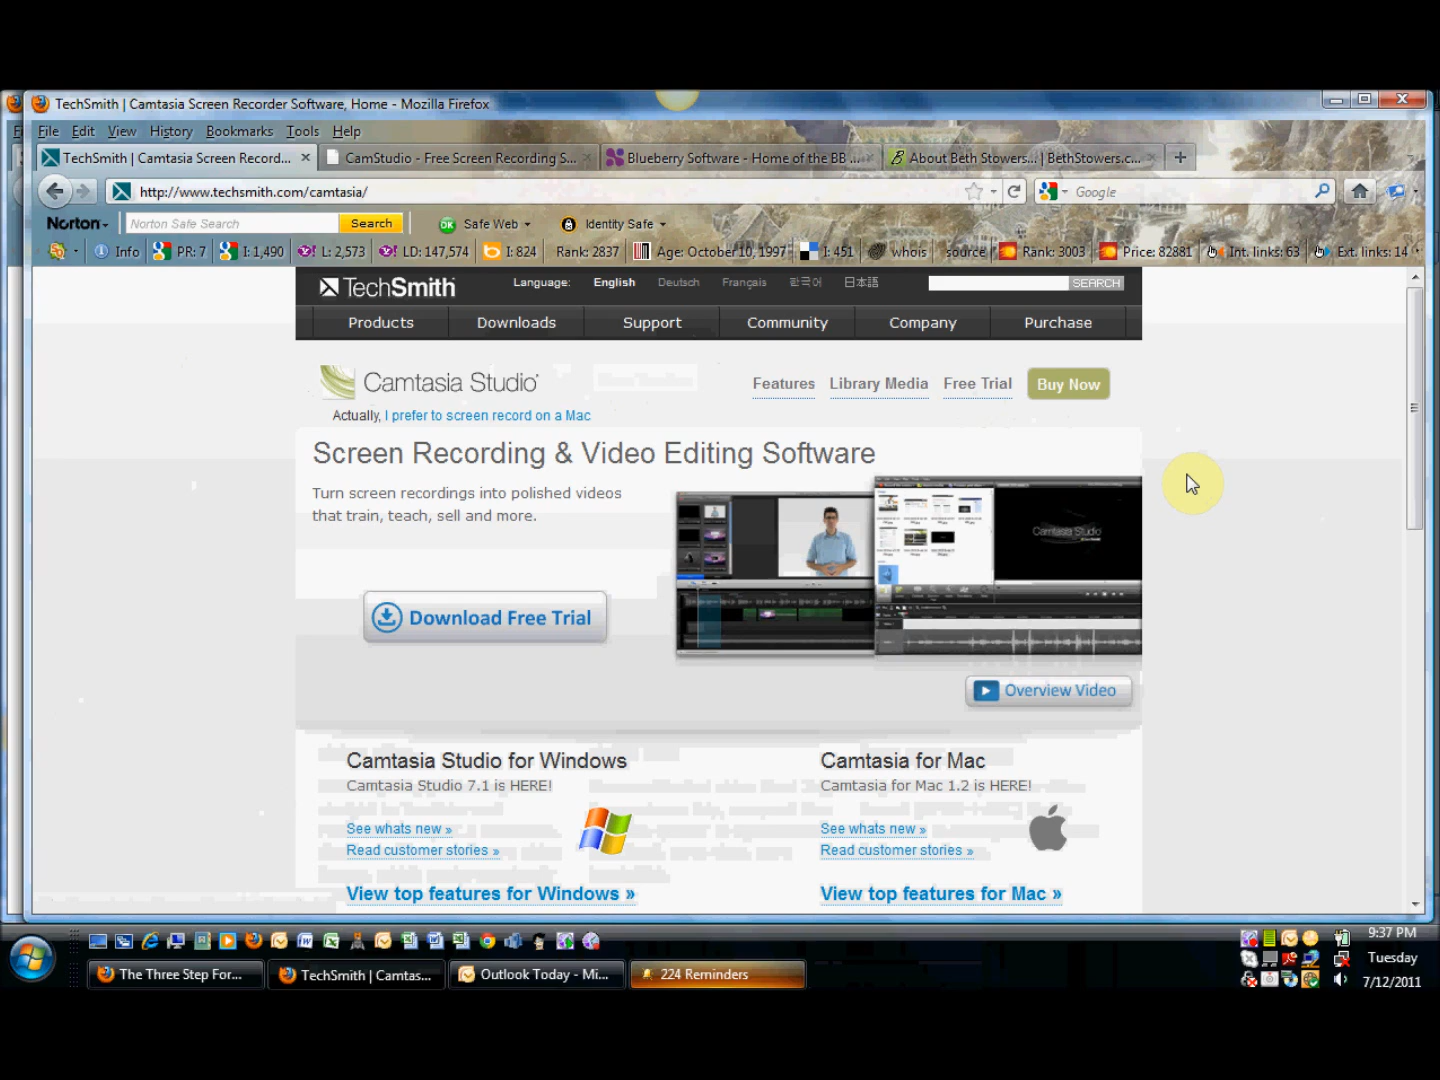 TechSmith | Camtasia Screen Recorder Software, Home - Mozilla Firefox
File Edit View History Bookmarks Tools Help
TechSmith | Camtasia Screen Record... CamStudio - Free Screen Recording S... Blueberry Software - Home of the BB ... About Beth Stowers... | BethStowers.c...
http://www.techsmith.com/camtasia/ Google
Norton Norton Safe Search Search OK Safe Web Identity Safe
Info PR: 7 I: 1,490 L: 2,573 LD: 147,574 I: 824 Rank: 2837 Age: October 10, 1997 I: 451 whois source Rank: 3003 Price: 82881 Int. links: 63 Ext. links: 14
TechSmith Language: English Deutsch Français 한국어 日本語 SEARCH
Products Downloads Support Community Company Purchase
Camtasia Studio Features Library Media Free Trial Buy Now
Actually, I prefer to screen record on a Mac
Screen Recording & Video Editing Software
Turn screen recordings into polished videos
that train, teach, sell and more.
Camtasia Studio
Download Free Trial
Overview Video
Camtasia Studio for Windows Camtasia for Mac
Camtasia Studio 7.1 is HERE! Camtasia for Mac 1.2 is HERE!
See whats new » See whats new »
Read customer stories » Read customer stories »
View top features for Windows » View top features for Mac »
9:37 PM
The Three Step For... TechSmith | Camtas... Outlook Today - Mi... 224 Reminders Tuesday
7/12/2011